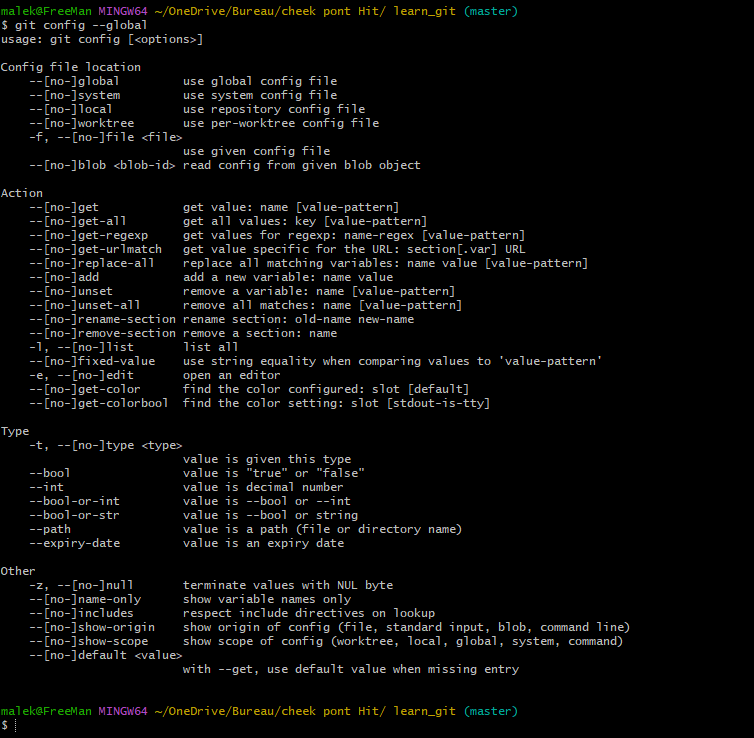 malek@FreeMan MINGW64 ~/OneDrive/Bureau/cheek pont Hit/ learn_git (master)
$ git config --global
usage: git config [<options>]

Config file location
    --[no-]global         use global config file
    --[no-]system         use system config file
    --[no-]local          use repository config file
    --[no-]worktree       use per-worktree config file
    -f, --[no-]file <file>
                          use given config file
    --[no-]blob <blob-id> read config from given blob object

Action
    --[no-]get            get value: name [value-pattern]
    --[no-]get-all        get all values: key [value-pattern]
    --[no-]get-regexp     get values for regexp: name-regex [value-pattern]
    --[no-]get-urlmatch   get value specific for the URL: section[.var] URL
    --[no-]replace-all    replace all matching variables: name value [value-pattern]
    --[no-]add            add a new variable: name value
    --[no-]unset          remove a variable: name [value-pattern]
    --[no-]unset-all      remove all matches: name [value-pattern]
    --[no-]rename-section rename section: old-name new-name
    --[no-]remove-section remove a section: name
    -l, --[no-]list       list all
    --[no-]fixed-value    use string equality when comparing values to 'value-pattern'
    -e, --[no-]edit       open an editor
    --[no-]get-color      find the color configured: slot [default]
    --[no-]get-colorbool  find the color setting: slot [stdout-is-tty]

Type
    -t, --[no-]type <type>
                          value is given this type
    --bool                value is "true" or "false"
    --int                 value is decimal number
    --bool-or-int         value is --bool or --int
    --bool-or-str         value is --bool or string
    --path                value is a path (file or directory name)
    --expiry-date         value is an expiry date

Other
    -z, --[no-]null       terminate values with NUL byte
    --[no-]name-only      show variable names only
    --[no-]includes       respect include directives on lookup
    --[no-]show-origin    show origin of config (file, standard input, blob, command line)
    --[no-]show-scope     show scope of config (worktree, local, global, system, command)
    --[no-]default <value>
                          with --get, use default value when missing entry

malek@FreeMan MINGW64 ~/OneDrive/Bureau/cheek pont Hit/ learn_git (master)
$